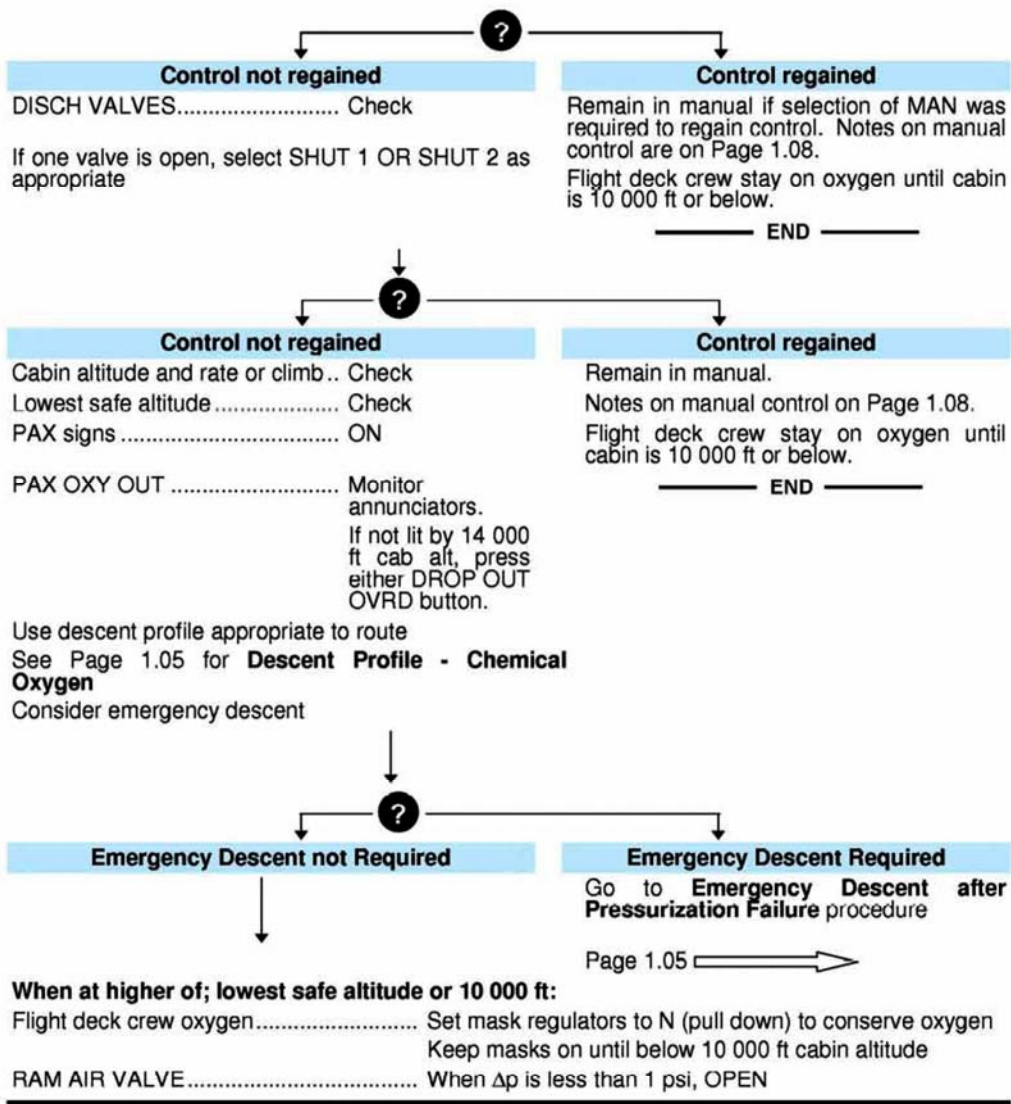 ?
Control not regained
DISCH VALVES........................... Check
If one valve is open, select SHUT 1 OR SHUT 2 as
appropriate
Control regained
Remain in manual if selection of MAN was
required to regain control. Notes on manual
control are on Page 1.08.
Flight deck crew stay on oxygen until cabin
is 10 000 ft or below.
END
?
Control not regained
Cabin altitude and rate or climb.. Check
Lowest safe altitude ..................... Check
PAX signs .................................... ON
PAX OXY OUT ........................... Monitor
annunciators.
If not lit by 14 000
ft cab alt, press
either DROP OUT
OVRD button.
Use descent profile appropriate to route
See Page 1.05 for Descent Profile - Chemical
Oxygen
Consider emergency descent
Control regained
Remain in manual.
Notes on manual control on Page 1.08.
Flight deck crew stay on oxygen until
cabin is 10 000 ft or below.
END
?
Emergency Descent not Required
Emergency Descent Required
Go to Emergency Descent after
Pressurization Failure procedure
Page 1.05
When at higher of; lowest safe altitude or 10 000 ft:
Flight deck crew oxygen.......................... Set mask regulators to N (pull down) to conserve oxygen
Keep masks on until below 10 000 ft cabin altitude
RAM AIR VALVE..................................... When Δp is less than 1 psi, OPEN